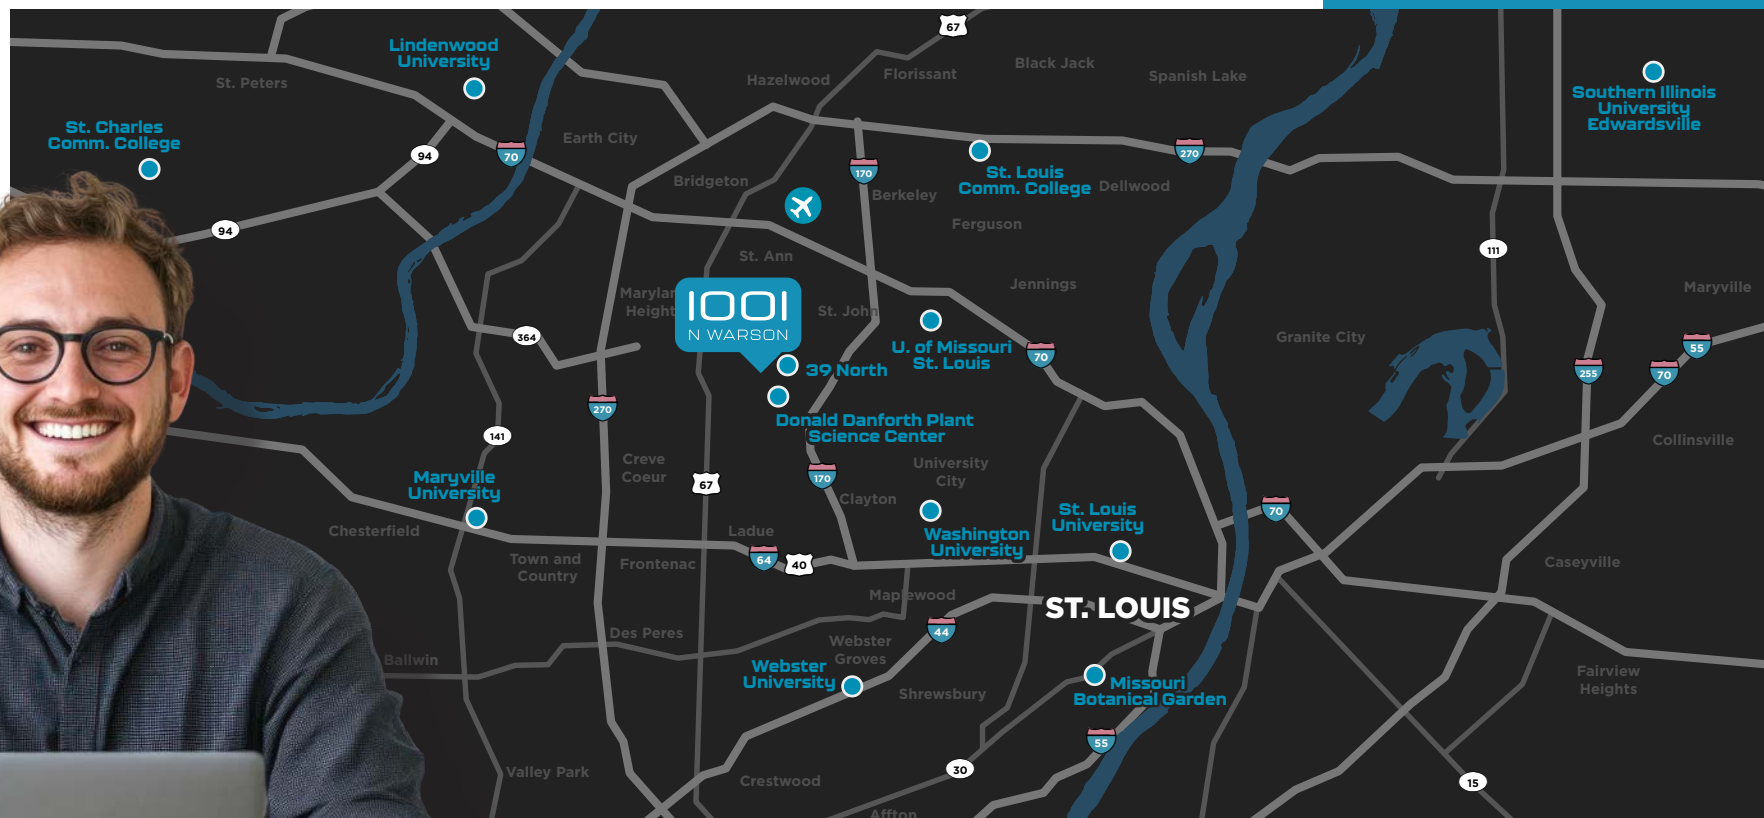 67
Lindenwood
University
Hazelwood
Florissant
Black Jack
Spanish Lake
St. Peters
Southern Illinois
University
Edwardsville
St. Charles
Comm. College
Earth City
94
70
170
270
St. Louis
Comm. College
Dellwood
Bridgeton
Berkeley
Ferguson
94
111
St. Ann
Jennings
Maryville
Marylan
Height
1001
N WARSON
St. John
364
Granite City
U. of Missouri
St. Louis
70
55
70
255
39 North
270
Donald Danforth Plant
Science Center
141
Collinsville
Creve
Coeur
University
City
67
170
Clayton
Maryville
University
70
St. Louis
University
Chesterfield
Ladue
Washington
University
Town and
Country
Frontenac
64
40
Caseyville
Maplewood
ST. LOUIS
44
Des Peres
Webster
Groves
Ballwin
Webster
University
Shrewsbury
Missouri
Botanical Garden
Fairview
Heights
55
Valley Park
Crestwood
30
15
Affton